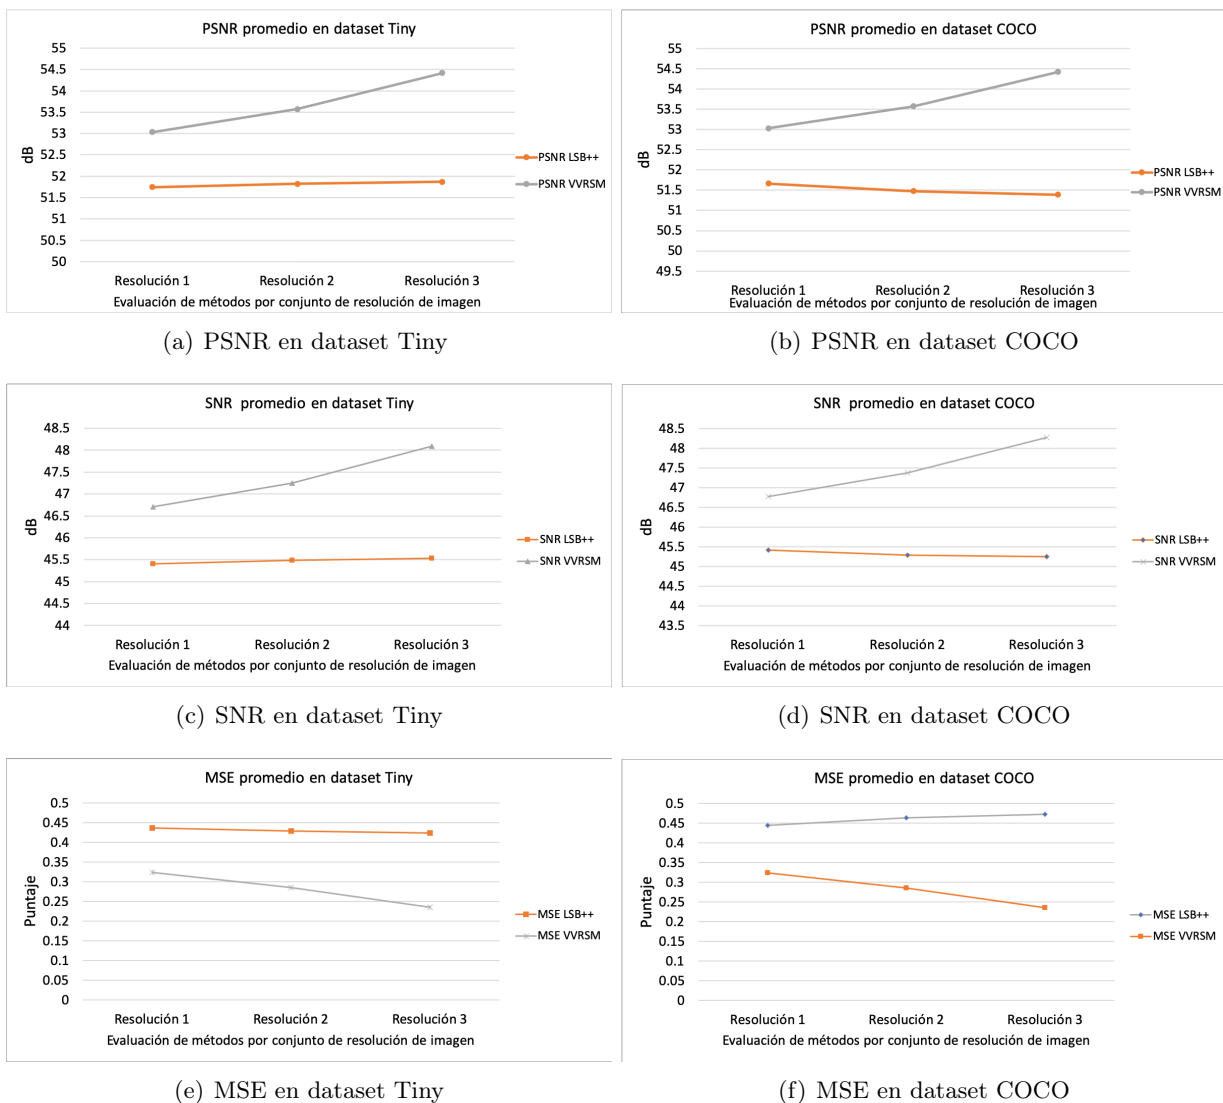 PSNR promedio en dataset Tiny
55
54.5
54
53.5
53
52.5
52
51.5
51
50.5
50
dB
Resolución 1 Resolución 2 Resolución 3
Evaluación de métodos por conjunto de resolución de imagen
PSNR LSB++
PSNR VVRSM
(a) PSNR en dataset Tiny
PSNR promedio en dataset COCO
55
54.5
54
53.5
53
52.5
52
51.5
51
50.5
50
49.5
dB
Resolución 1 Resolución 2 Resolución 3
Evaluación de métodos por conjunto de resolución de imagen
PSNR LSB++
PSNR VVRSM
(b) PSNR en dataset COCO
SNR promedio en dataset Tiny
48.5
48
47.5
47
46.5
46
45.5
45
44.5
44
dB
Resolución 1 Resolución 2 Resolución 3
Evaluación de métodos por conjunto de resolución de imagen
SNR LSB++
SNR VVRSM
(c) SNR en dataset Tiny
SNR promedio en dataset COCO
48.5
48
47.5
47
46.5
46
45.5
45
44.5
44
43.5
dB
Resolución 1 Resolución 2 Resolución 3
Evaluación de métodos por conjunto de resolución de imagen
SNR LSB++
SNR VVRSM
(d) SNR en dataset COCO
MSE promedio en dataset Tiny
0.5
0.45
0.4
0.35
0.3
0.25
0.2
0.15
0.1
0.05
0
Puntaje
Resolución 1 Resolución 2 Resolución 3
Evaluación de métodos por conjunto de resolución de imagen
MSE LSB++
MSE VVRSM
(e) MSE en dataset Tiny
MSE promedio en dataset COCO
0.5
0.45
0.4
0.35
0.3
0.25
0.2
0.15
0.1
0.05
0
Puntaje
Resolución 1 Resolución 2 Resolución 3
Evaluación de métodos por conjunto de resolución de imagen
MSE LSB++
MSE VVRSM
(f) MSE en dataset COCO